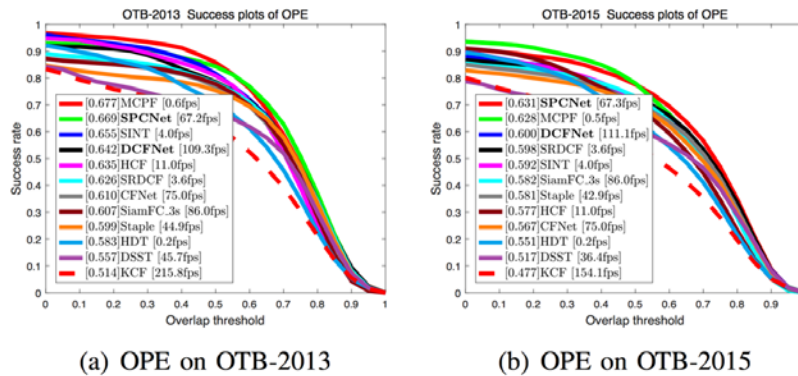 OTB-2013 Success plots of OPE
Success rate
1
0.9
0.8
0.7
0.6
0.5
0.4
0.3
0.2
0.1
0
[0.677]MCPF [0.6fps]
[0.669]SPCNet [67.2fps]
[0.655]SINT [4.0fps]
[0.642]DCFNet [109.3fps]
[0.635]HCF [11.0fps]
[0.626]SRDCF [3.6fps]
[0.610]CFNet [75.0fps]
[0.607]SiamFC_3s [86.0fps]
[0.599]Staple [44.9fps]
[0.583]HDT [0.2fps]
[0.557]DSST [45.7fps]
[0.514]KCF [215.8fps]
0 0.1 0.2 0.3 0.4 0.5 0.6 0.7 0.8 0.9 1
Overlap threshold
(a) OPE on OTB-2013
OTB-2015 Success plots of OPE
Success rate
1
0.9
0.8
0.7
0.6
0.5
0.4
0.3
0.2
0.1
0
[0.631]SPCNet [67.3fps]
[0.628]MCPF [0.5fps]
[0.600]DCFNet [111.1fps]
[0.598]SRDCF [3.6fps]
[0.592]SINT [4.0fps]
[0.582]SiamFC_3s [86.0fps]
[0.581]Staple [42.9fps]
[0.577]HCF [11.0fps]
[0.567]CFNet [75.0fps]
[0.551]HDT [0.2fps]
[0.517]DSST [36.4fps]
[0.477]KCF [154.1fps]
0 0.1 0.2 0.3 0.4 0.5 0.6 0.7 0.8 0.9
Overlap threshold
(b) OPE on OTB-2015